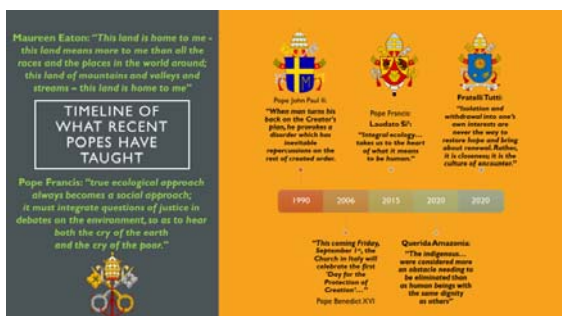 Maureen Eaton: "This land is home to me -
this land means more to me than all the
races and the places in the world around;
this land of mountains and valleys and
streams – this land is home to me"
TIMELINE OF
WHAT RECENT
POPES HAVE
TAUGHT
Pope Francis: "true ecological approach
always becomes a social approach;
it must integrate questions of justice in
debates on the environment, so as to hear
both the cry of the earth
and the cry of the poor."
Pope John Paul II:
"When man turns his
back on the Creator's
plan, he provokes a
disorder which has
inevitable
repercussions on the
rest of created order.
Pope Francis:
Laudato Si':
"Integral ecology…
takes us to the heart
of what it means
to be human."
Fratelli Tutti:
"Isolation and
withdrawal into one's
own interests are
never the way to
restore hope and bring
about renewal. Rather,
it is closeness; it is the
culture of encounter."
1990 2006 2015 2020 2020
"This coming Friday,
September 1st, the
Church in Italy will
celebrate the first
'Day for the
Protection of
Creation'…"
Pope Benedict XVI
Querida Amazonia:
"The indigenous…
were considered more
an obstacle needing to
be eliminated than as
human beings with
the same dignity
as others"